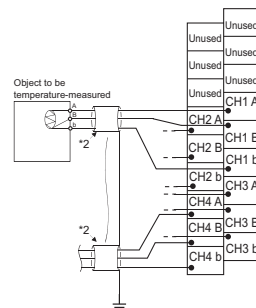 Unused
Unused
Unused
Unused
Unused
Unused
Object to be
temperature-measured
A
B
b
*2
CH1 A
CH2 A
CH1 B
CH2 B
CH1 b
CH2 b
CH3 A
CH4 A
*2
CH3 B
CH4 B
CH3 b
CH4 b